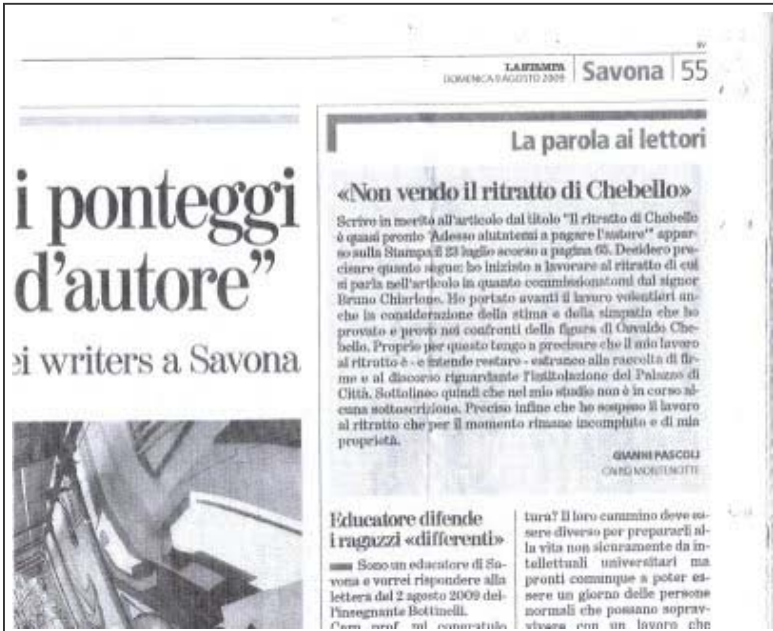 SV
LA STAMPA
DOMENICA 9 AGOSTO 2009
Savona 55
i ponteggi
d'autore”
ei writers a Savona
La parola ai lettori
«Non vendo il ritratto di Chebello»
Scrivo in merito all'articolo dal titolo "Il ritratto di Chebello
è quasi pronto 'Adesso aiutatemi a pagare l'autore'" appar-
so sulla Stampa il 23 luglio scorso a pagina 65. Desidero pre-
cisare quanto segue: ho iniziato a lavorare al ritratto di cui
si parla nell'articolo in quanto commissionatomi dal signor
Bruno Chiarlone. Ho portato avanti il lavoro volentieri an-
che in considerazione della stima e della simpatia che ho
provato e provo nei confronti della figura di Osvaldo Che-
bello. Proprio per questo tengo a precisare che il mio lavoro
al ritratto è - e intende restare - estraneo alla raccolta di fir-
me e al discorso riguardante l'intitolazione del Palazzo di
Città. Sottolineo quindi che nel mio studio non è in corso al-
cuna sottoscrizione. Preciso infine che ho sospeso il lavoro
al ritratto che per il momento rimane incompiuto e di mia
proprietà.
GIANNI PASCOLI
CAIRO MONTENOTTE
Educatore difende
i ragazzi «differenti»
Sono un educatore di Sa-
vona e vorrei rispondere alla
lettera del 2 agosto 2009 del-
l'insegnante Bottinelli.
Caro prof. mi congratulo
tura? Il loro cammino deve es-
sere diverso per prepararli al-
la vita non sicuramente da in-
tellettuali universitari ma
pronti comunque a poter es-
sere un giorno delle persone
normali che possano soprav-
vivere con un lavoro che